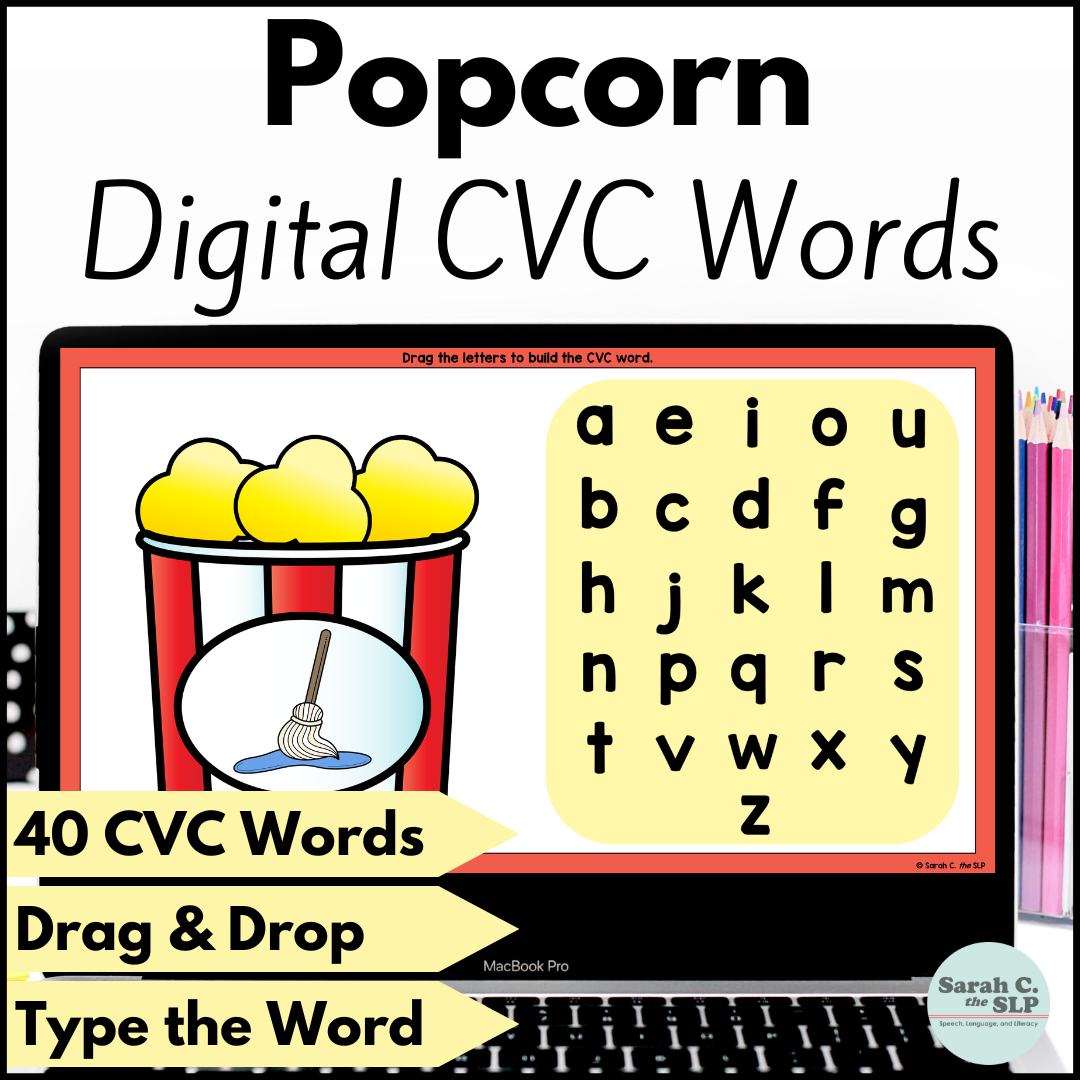 Popcorn
Digital CVC Words
Drag the letters to build the CVC word.
a e i o u
b c d f g
h j k l m
n p q r s
t v w x y
z
© Sarah C. the SLP
40 CVC Words
Drag & Drop
Type the Word
MacBook Pro
Sarah C.
the SLP
Speech, Language, and Literacy